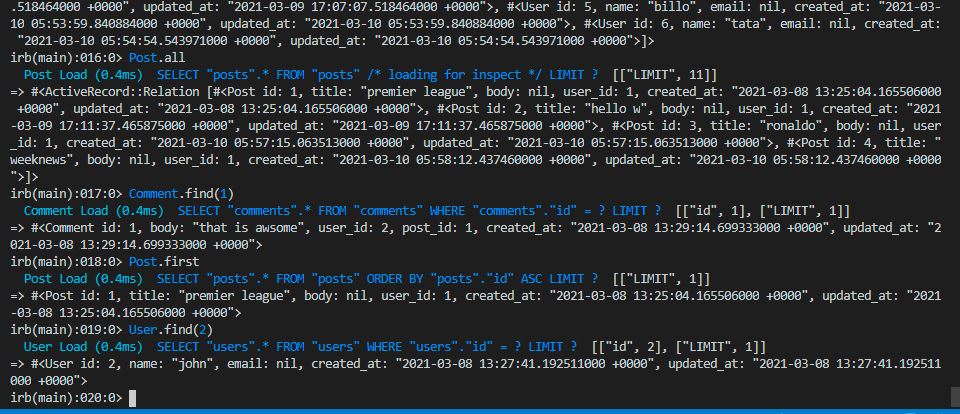 .518464000 +0000", updated_at: "2021-03-09 17:07:07.518464000 +0000">, #<User id: 5, name: "billo", email: nil, created_at: "2021-03-
10 05:53:59.840884000 +0000", updated_at: "2021-03-10 05:53:59.840884000 +0000">, #<User id: 6, name: "tata", email: nil, created_at:
"2021-03-10 05:54:54.543971000 +0000", updated_at: "2021-03-10 05:54:54.543971000 +0000">]>
irb(main):016:0> Post.all
Post Load (0.4ms)  SELECT "posts".* FROM "posts" /* loading for inspect */ LIMIT ?  [["LIMIT", 11]]
=> #<ActiveRecord::Relation [#<Post id: 1, title: "premier league", body: nil, user_id: 1, created_at: "2021-03-08 13:25:04.165506000
+0000", updated_at: "2021-03-08 13:25:04.165506000 +0000">, #<Post id: 2, title: "hello w", body: nil, user_id: 1, created_at: "2021
-03-09 17:11:37.465875000 +0000", updated_at: "2021-03-09 17:11:37.465875000 +0000">, #<Post id: 3, title: "ronaldo", body: nil, user
_id: 1, created_at: "2021-03-10 05:57:15.063513000 +0000", updated_at: "2021-03-10 05:57:15.063513000 +0000">, #<Post id: 4, title: "
weeknews", body: nil, user_id: 1, created_at: "2021-03-10 05:58:12.437460000 +0000", updated_at: "2021-03-10 05:58:12.437460000 +0000
">]>
irb(main):017:0> Comment.find(1)
Comment Load (0.4ms)  SELECT "comments".* FROM "comments" WHERE "comments"."id" = ? LIMIT ?  [["id", 1], ["LIMIT", 1]]
=> #<Comment id: 1, body: "that is awsome", user_id: 2, post_id: 1, created_at: "2021-03-08 13:29:14.699333000 +0000", updated_at: "2
021-03-08 13:29:14.699333000 +0000">
irb(main):018:0> Post.first
Post Load (0.4ms)  SELECT "posts".* FROM "posts" ORDER BY "posts"."id" ASC LIMIT ?  [["LIMIT", 1]]
=> #<Post id: 1, title: "premier league", body: nil, user_id: 1, created_at: "2021-03-08 13:25:04.165506000 +0000", updated_at: "2021
-03-08 13:25:04.165506000 +0000">
irb(main):019:0> User.find(2)
User Load (0.4ms)  SELECT "users".* FROM "users" WHERE "users"."id" = ? LIMIT ?  [["id", 2], ["LIMIT", 1]]
=> #<User id: 2, name: "john", email: nil, created_at: "2021-03-08 13:27:41.192511000 +0000", updated_at: "2021-03-08 13:27:41.192511
000 +0000">
irb(main):020:0>